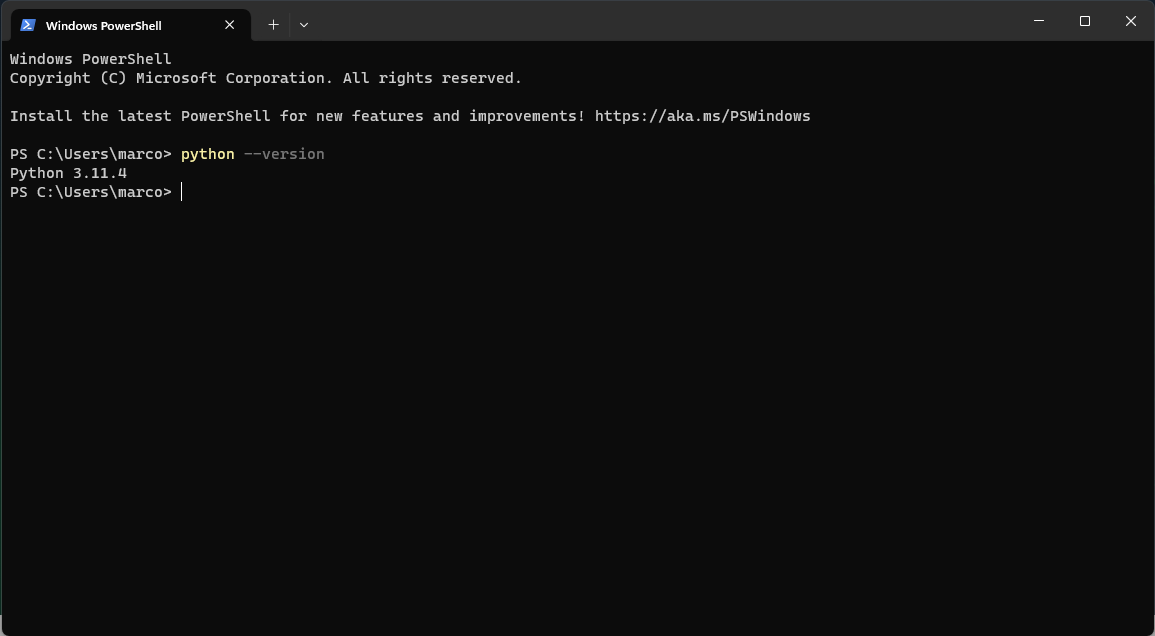 Windows PowerShell
Windows PowerShell
Copyright (C) Microsoft Corporation. All rights reserved.
Install the latest PowerShell for new features and improvements! https://aka.ms/PSWindows
PS C:\Users\marco> python --version
Python 3.11.4
PS C:\Users\marco>